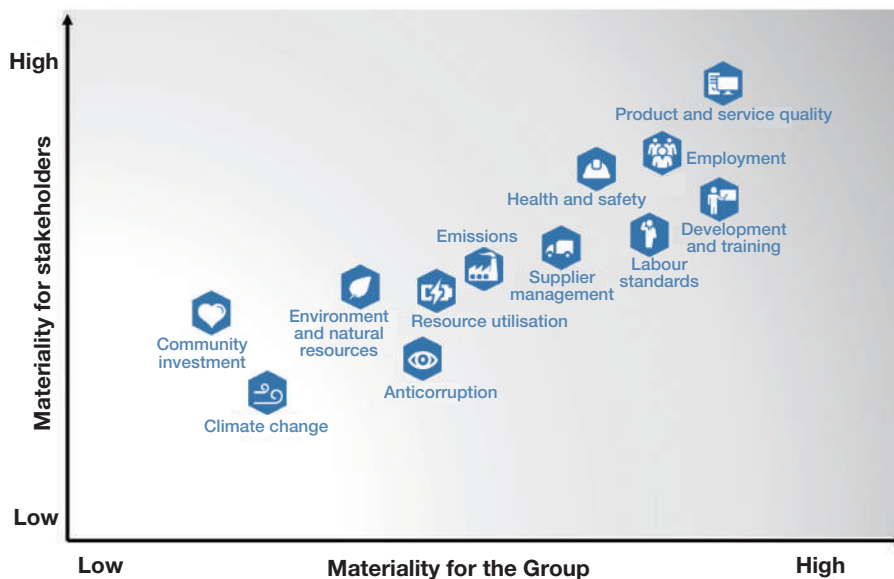 High
Product and service quality
Employment
Health and safety
Development
and training
Emissions
Supplier
management
Labour
standards
Environment
and natural
resources
Resource utilisation
Community
investment
Anticorruption
Climate change
Materiality for stakeholders
Low
Low
Materiality for the Group
High